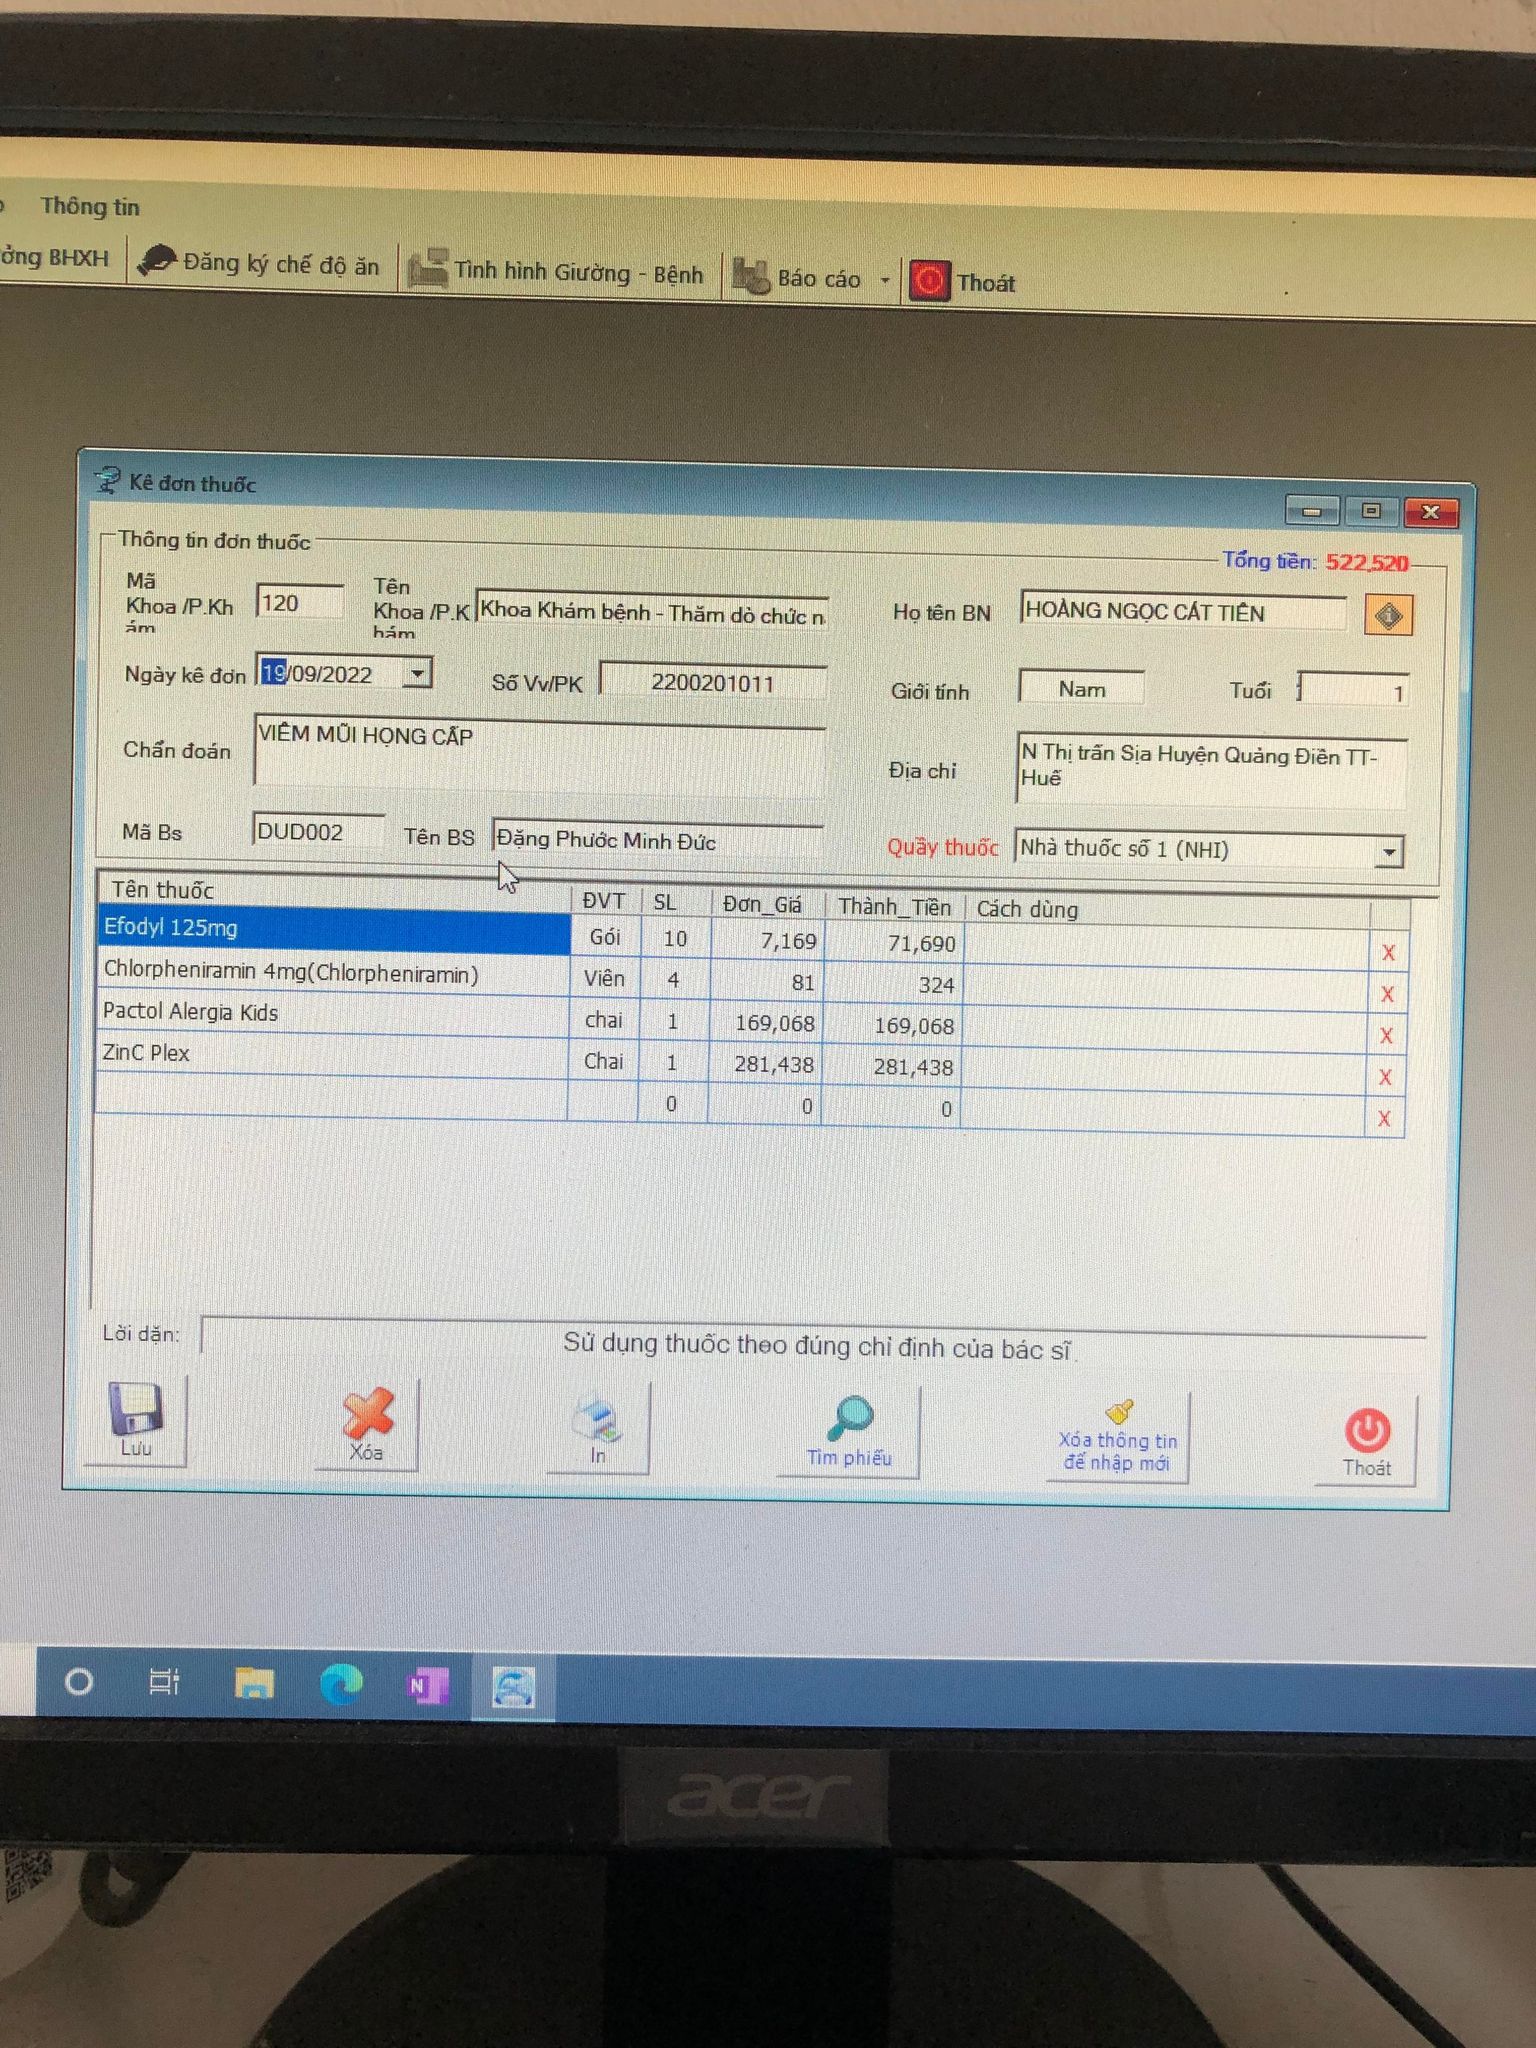 Thông tin
ởng BHXH
Đăng ký chế độ ăn
Tình hình Giường - Bệnh
Báo cáo
Thoát
Kê đơn thuốc
Thông tin đơn thuốc
Tổng tiền: 522,520
Mã Khoa /P.Kh ám
120
Tên Khoa /P.K hám
Khoa Khám bệnh - Thăm dò chức n
Họ tên BN
HOÀNG NGỌC CÁT TIÊN
Ngày kê đơn
19/09/2022
Số Vv/PK
2200201011
Giới tính
Nam
Tuổi
1
Chẩn đoán
VIÊM MŨI HỌNG CẤP
Địa chỉ
N Thị trấn Sịa Huyện Quảng Điền TT-
Huế
Mã Bs
DUD002
Tên BS
Đặng Phước Minh Đức
Quầy thuốc
Nhà thuốc số 1 (NHI)
Tên thuốc ĐVT SL Đơn_Giá Thành_Tiền Cách dùng
Efodyl 125mg Gói 10 7,169 71,690 X
Chlorpheniramin 4mg(Chlorpheniramin) Viên 4 81 324 X
Pactol Alergia Kids chai 1 169,068 169,068 X
ZinC Plex Chai 1 281,438 281,438 X
0 0 0 X
Lời dặn:
Sử dụng thuốc theo đúng chỉ định của bác sĩ.
Lưu
Xóa
In
Tìm phiếu
Xóa thông tin
để nhập mới
Thoát
N
acer